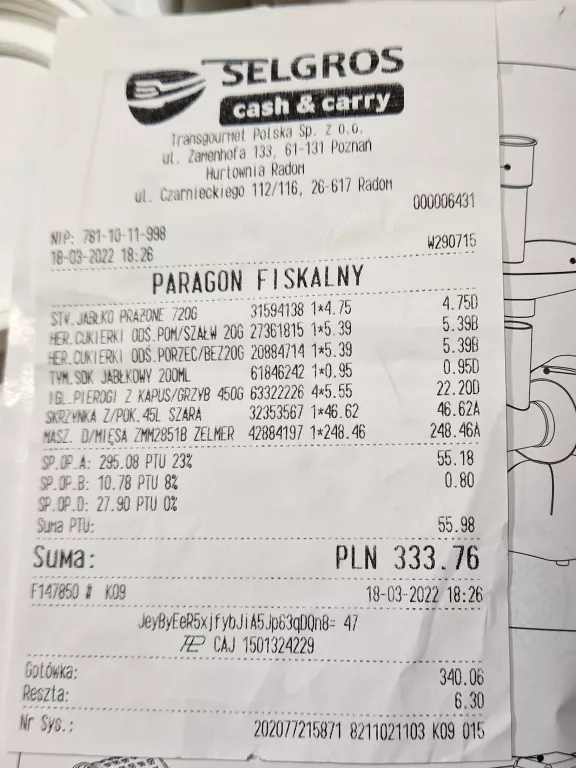 SELGROS
cash & carry
Transgourmet Polska Sp. z o.o.
ul. Zamenhofa 133, 61-131 Poznań
Hurtownia Radom
ul. Czarnieckiego 112/116, 26-617 Radom
000006431
NIP: 781-10-11-998
18-03-2022 18:26 W290715
PARAGON FISKALNY
STV.JABŁKO PRAŻONE 720G 31594138 1*4.75 4.75D
HER.CUKIERKI ODŚ.POM/SZAŁW 20G 27361815 1*5.39 5.39B
HER.CUKIERKI ODŚ.PORZEC/BEZ20G 20884714 1*5.39 5.39B
TYM.SOK JABŁKOWY 200ML 61846242 1*0.95 0.95D
IGL.PIEROGI Z KAPUS/GRZYB 450G 63322226 4*5.55 22.20D
SKRZYNKA Z/POK.45L SZARA 32353567 1*46.62 46.62A
MASZ. D/MIĘSA ZMM2851B ZELMER 42884197 1*248.46 248.46A
SP.OP.A: 295.08 PTU 23% 55.18
SP.OP.B: 10.78 PTU 8% 0.80
SP.OP.D: 27.90 PTU 0%
Suma PTU: 55.98
Suma: PLN 333.76
F147850 # K09 18-03-2022 18:26
JeyByEeR5xjfybJiA5Jp63qDQn8= 47
CAJ 1501324229
Gotówka: 340.06
Reszta: 6.30
Nr Sys.: 202077215871 8211021103 K09 015